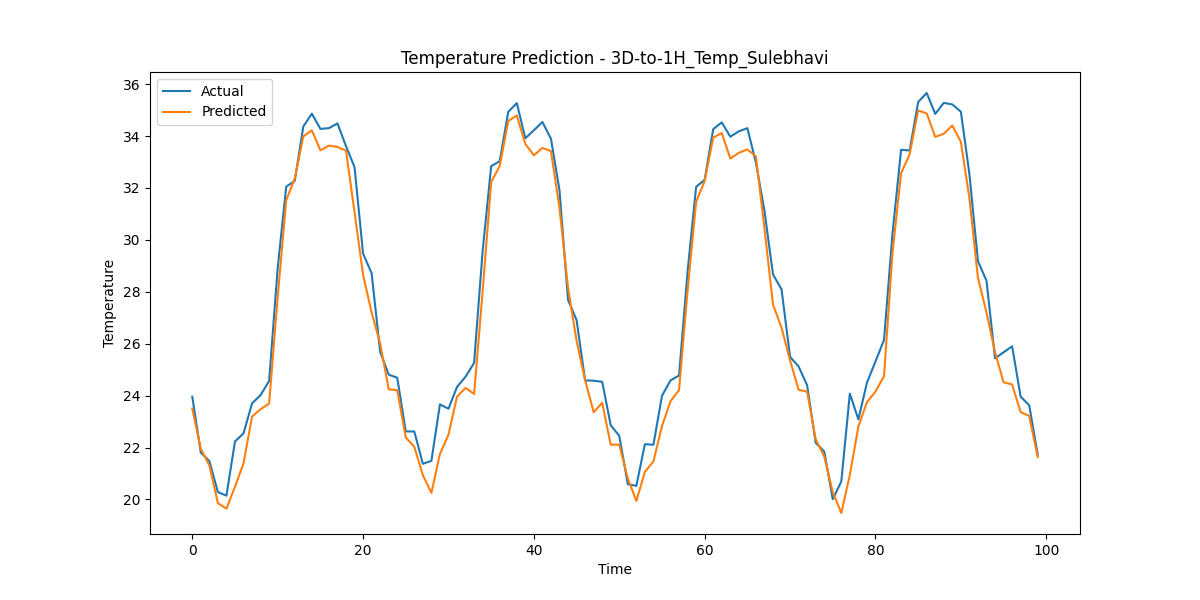 Temperature Prediction - 3D-to-1H_Temp_Sulebhavi
Actual
Predicted
Temperature
36
34
32
30
28
26
24
22
20
0 20 40 60 80 100
Time